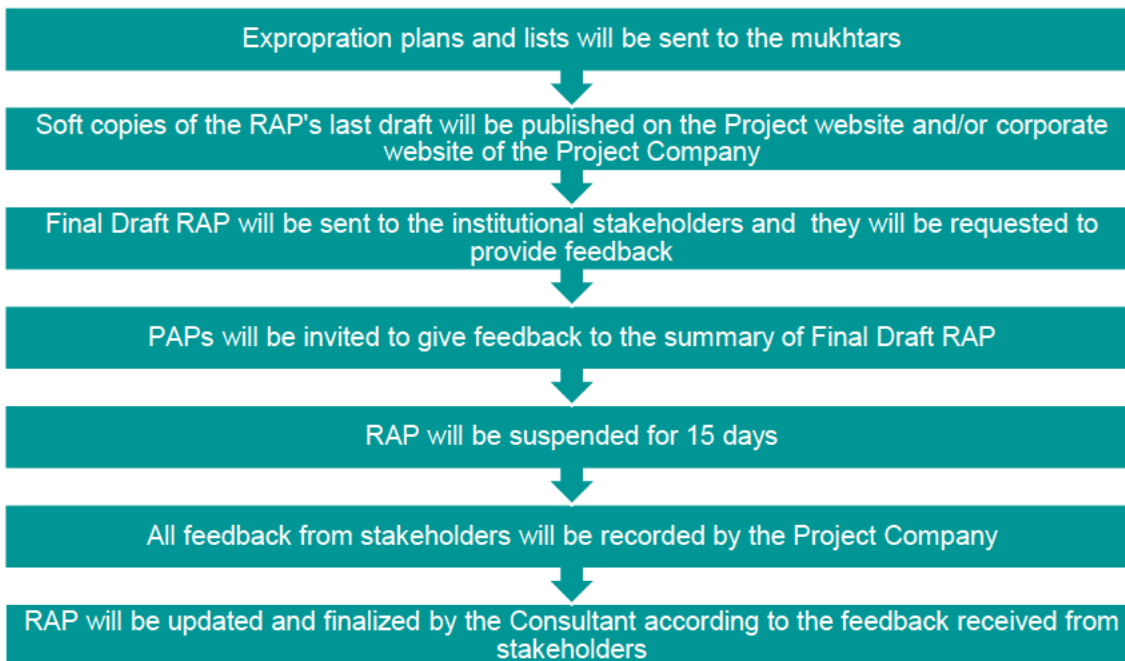 Expropration plans and lists will be sent to the mukhtars
Soft copies of the RAP's last draft will be published on the Project website and/or corporate
website of the Project Company
Final Draft RAP will be sent to the institutional stakeholders and they will be requested to
provide feedback
PAPs will be invited to give feedback to the summary of Final Draft RAP
RAP will be suspended for 15 days
All feedback from stakeholders will be recorded by the Project Company
RAP will be updated and finalized by the Consultant according to the feedback received from
stakeholders